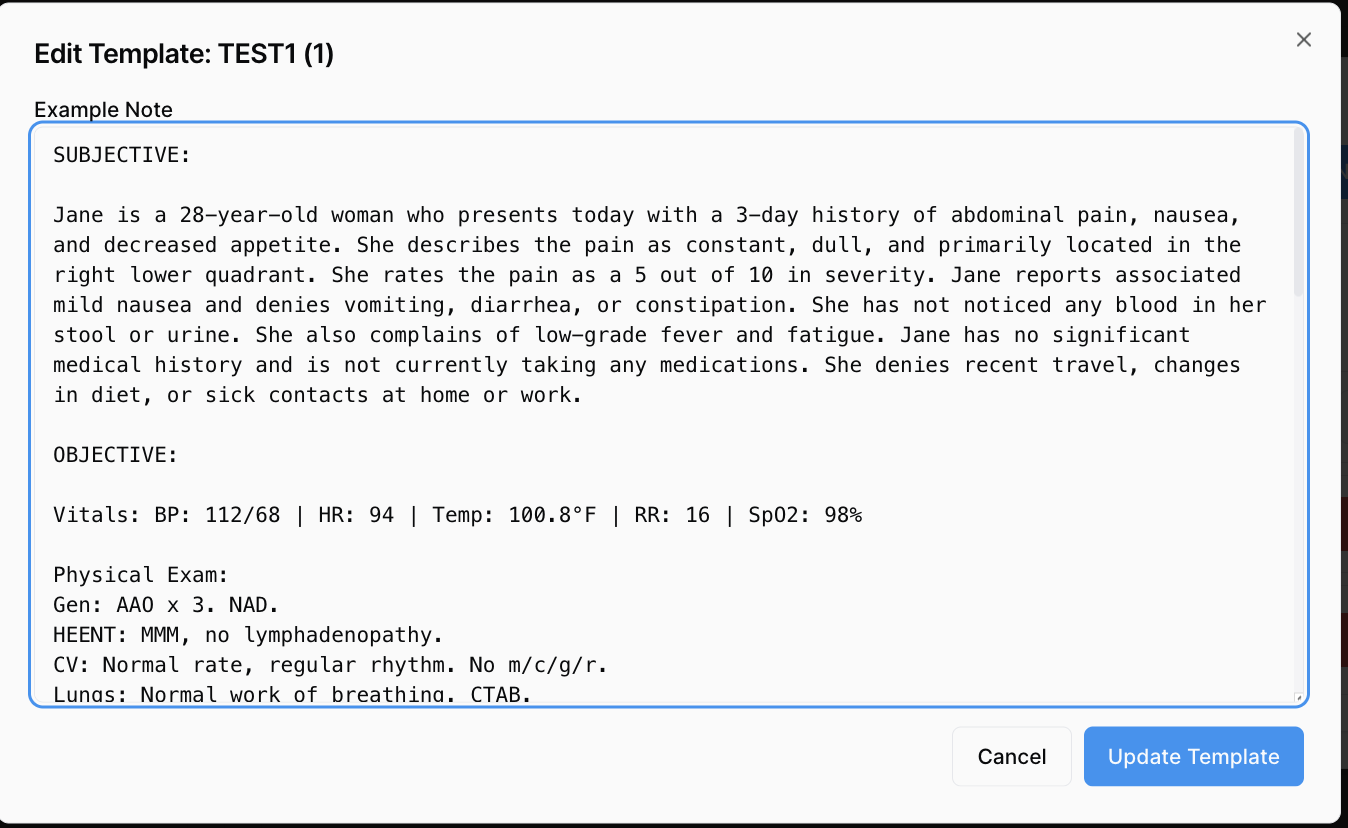 Edit Template: TEST1 (1)
Example Note
SUBJECTIVE:
Jane is a 28-year-old woman who presents today with a 3-day history of abdominal pain, nausea,
and decreased appetite. She describes the pain as constant, dull, and primarily located in the
right lower quadrant. She rates the pain as a 5 out of 10 in severity. Jane reports associated
mild nausea and denies vomiting, diarrhea, or constipation. She has not noticed any blood in her
stool or urine. She also complains of low-grade fever and fatigue. Jane has no significant
medical history and is not currently taking any medications. She denies recent travel, changes
in diet, or sick contacts at home or work.
OBJECTIVE:
Vitals: BP: 112/68 | HR: 94 | Temp: 100.8°F | RR: 16 | SpO2: 98%
Physical Exam:
Gen: AAO x 3. NAD.
HEENT: MMM, no lymphadenopathy.
CV: Normal rate, regular rhythm. No m/c/g/r.
Lungs: Normal work of breathing. CTAB.
Cancel
Update Template